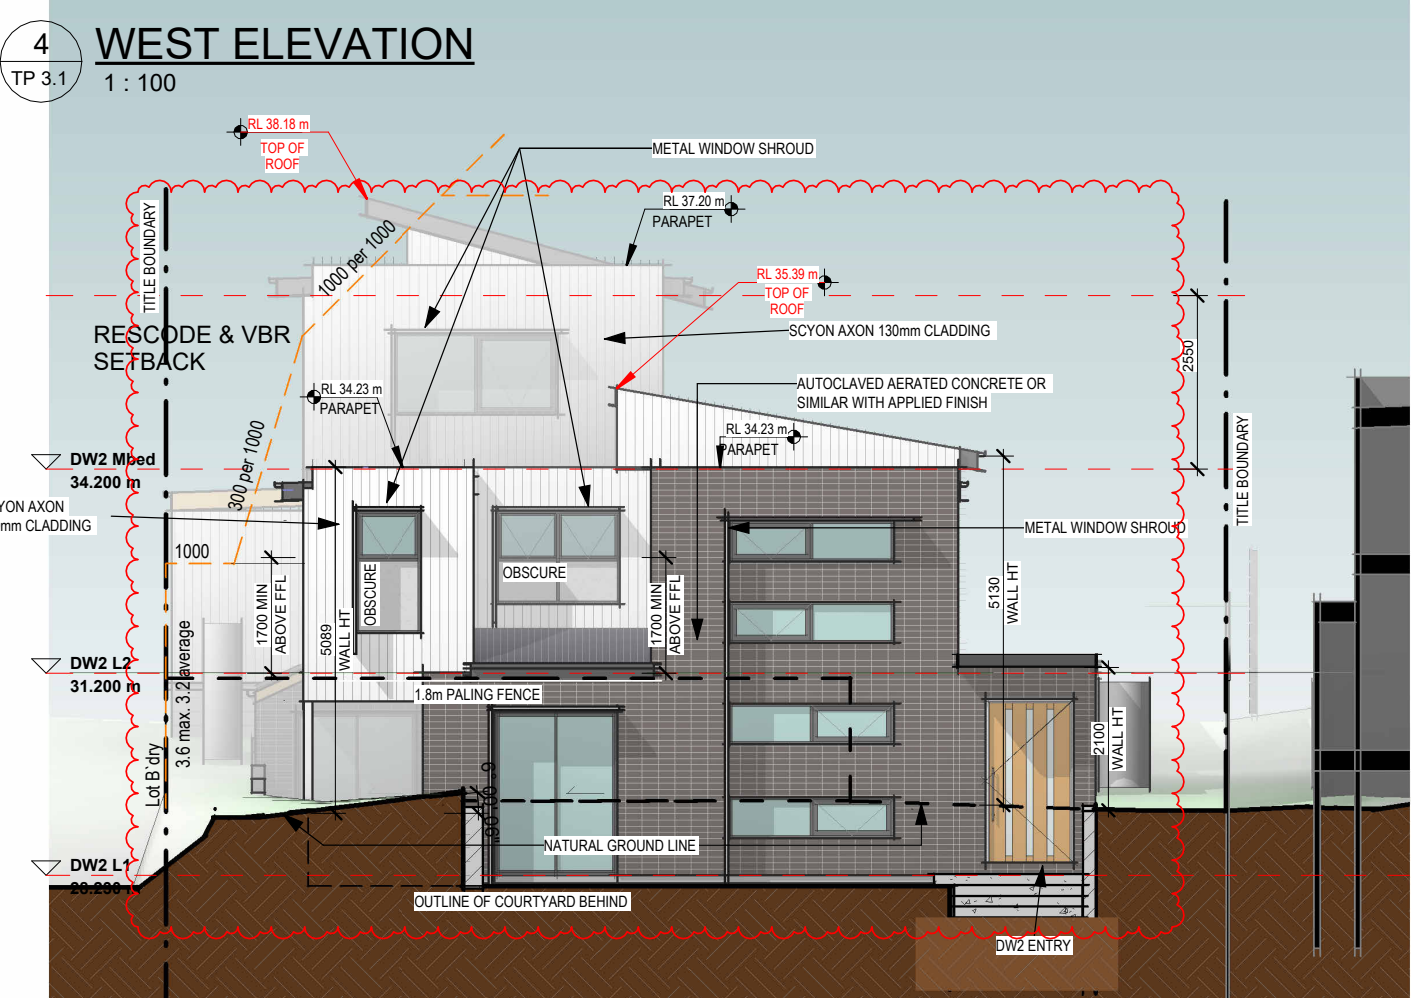 4
TP 3.1
WEST ELEVATION
1 : 100
RL 38.18 m
TOP OF
ROOF
METAL WINDOW SHROUD
RL 37.20 m
PARAPET
TITLE BOUNDARY
1000 per 1000
RL 35.39 m
TOP OF
ROOF
RESCODE & VBR
SETBACK
SCYON AXON 130mm CLADDING
2550
RL 34.23 m
PARAPET
AUTOCLAVED AERATED CONCRETE OR
SIMILAR WITH APPLIED FINISH
RL 34.23 m
PARAPET
TITLE BOUNDARY
DW2 Mbed
34.200 m
300 per 1000
YON AXON
mm CLADDING
METAL WINDOW SHROUD
1000
OBSCURE
OBSCURE
1700 MIN
ABOVE FFL
5089
WALL HT
1700 MIN
ABOVE FFL
5130
WALL HT
DW2 L2
31.200 m
3.6 max. 3.2 average
1.8m PALING FENCE
2100
WALL HT
Lot B'dry
NATURAL GROUND LINE
DW2 L1
OUTLINE OF COURTYARD BEHIND
DW2 ENTRY